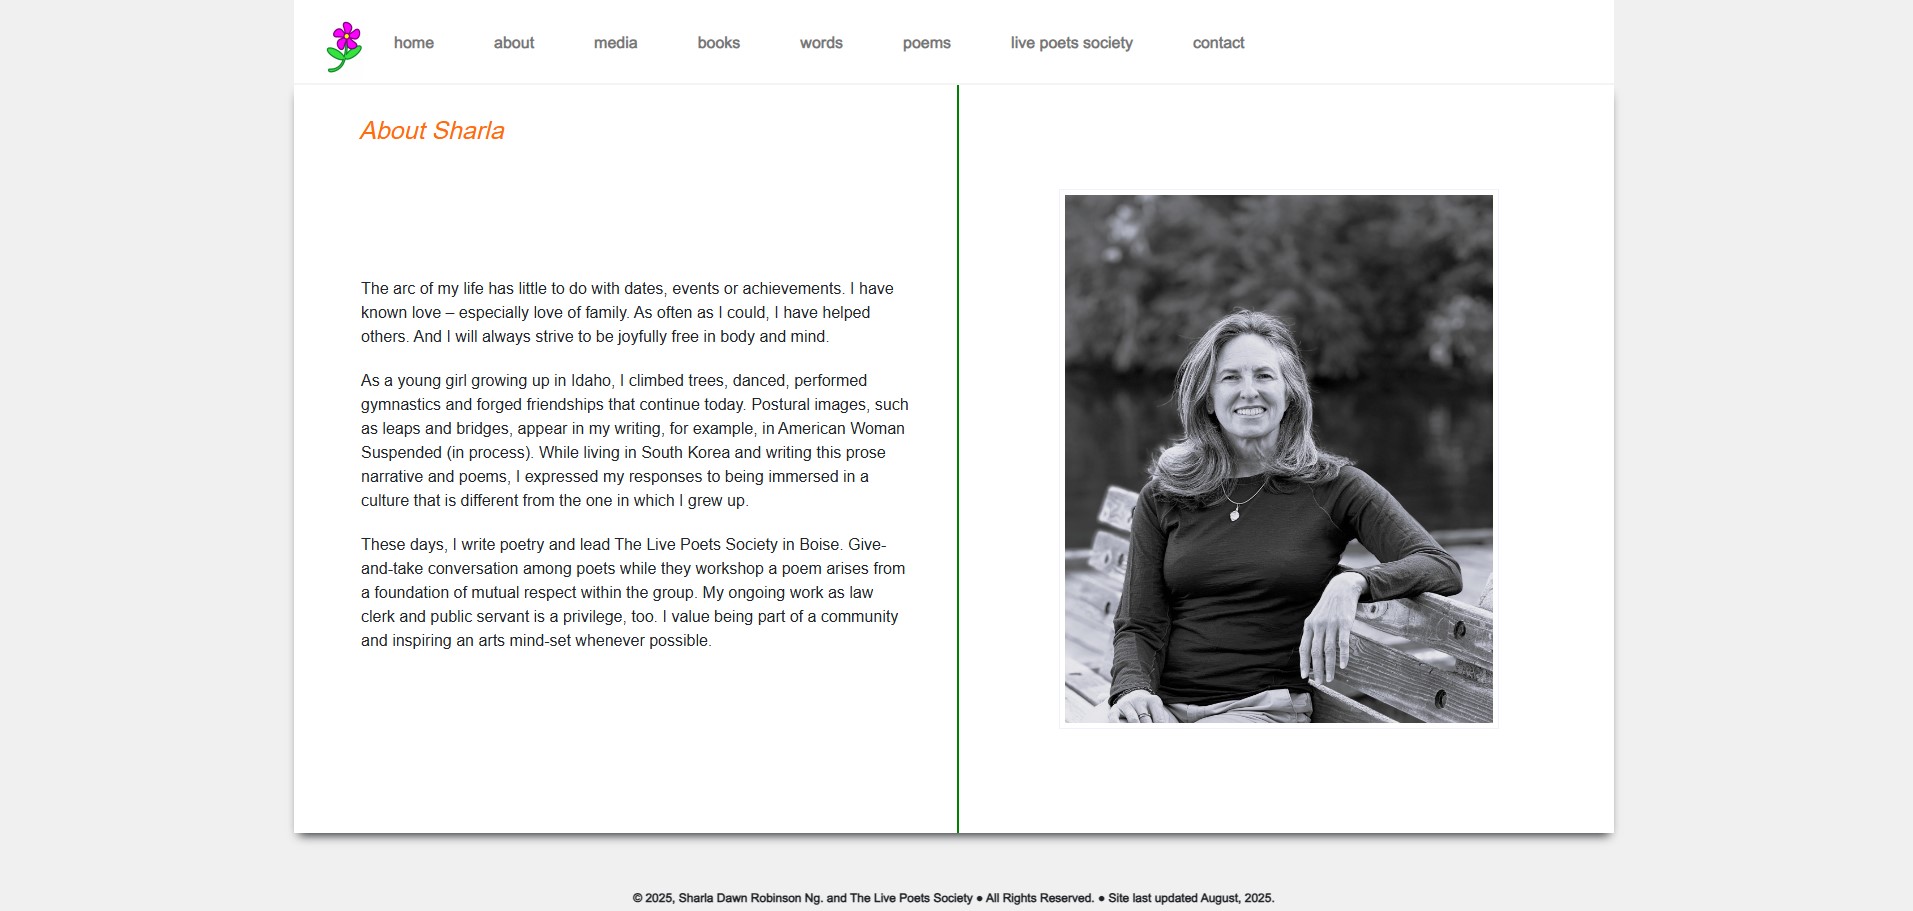 home about media books words poems live poets society contact
About Sharla
The arc of my life has little to do with dates, events or achievements. I have
known love – especially love of family. As often as I could, I have helped
others. And I will always strive to be joyfully free in body and mind.
As a young girl growing up in Idaho, I climbed trees, danced, performed
gymnastics and forged friendships that continue today. Postural images, such
as leaps and bridges, appear in my writing, for example, in American Woman
Suspended (in process). While living in South Korea and writing this prose
narrative and poems, I expressed my responses to being immersed in a
culture that is different from the one in which I grew up.
These days, I write poetry and lead The Live Poets Society in Boise. Give-
and-take conversation among poets while they workshop a poem arises from
a foundation of mutual respect within the group. My ongoing work as law
clerk and public servant is a privilege, too. I value being part of a community
and inspiring an arts mind-set whenever possible.
© 2025, Sharla Dawn Robinson Ng. and The Live Poets Society ● All Rights Reserved. ● Site last updated August, 2025.